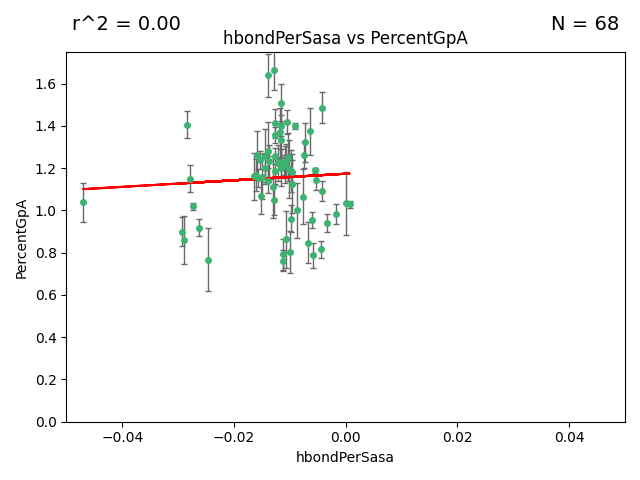 r^2 = 0.00
N = 68
hbondPerSasa vs PercentGpA
PercentGpA
1.6
1.4
1.2
1.0
0.8
0.6
0.4
0.2
0.0
−0.04
−0.02
0.00
0.02
0.04
hbondPerSasa